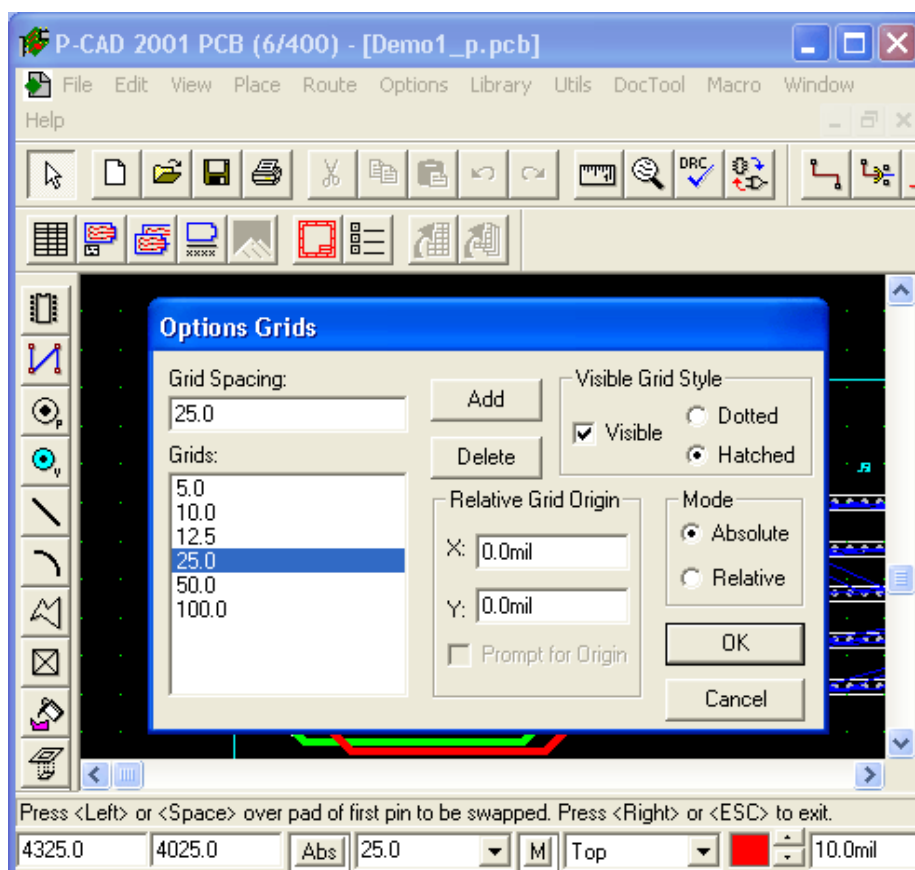 P-CAD 2001 PCB (6/400) - [Demo1_p.pcb]
File Edit View Place Route Options Library Utils DocTool Macro Window
Help
DRC
xxxx
Options Grids
Grid Spacing:
25.0
Add
Visible Grid Style
Visible
Dotted
Hatched
Grids:
Delete
5.0
10.0
12.5
25.0
50.0
100.0
Relative Grid Origin
X: 0.0mil
Y: 0.0mil
Prompt for Origin
Mode
Absolute
Relative
OK
Cancel
Press <Left> or <Space> over pad of first pin to be swapped. Press <Right> or <ESC> to exit.
4325.0 4025.0 Abs 25.0 M Top 10.0mil